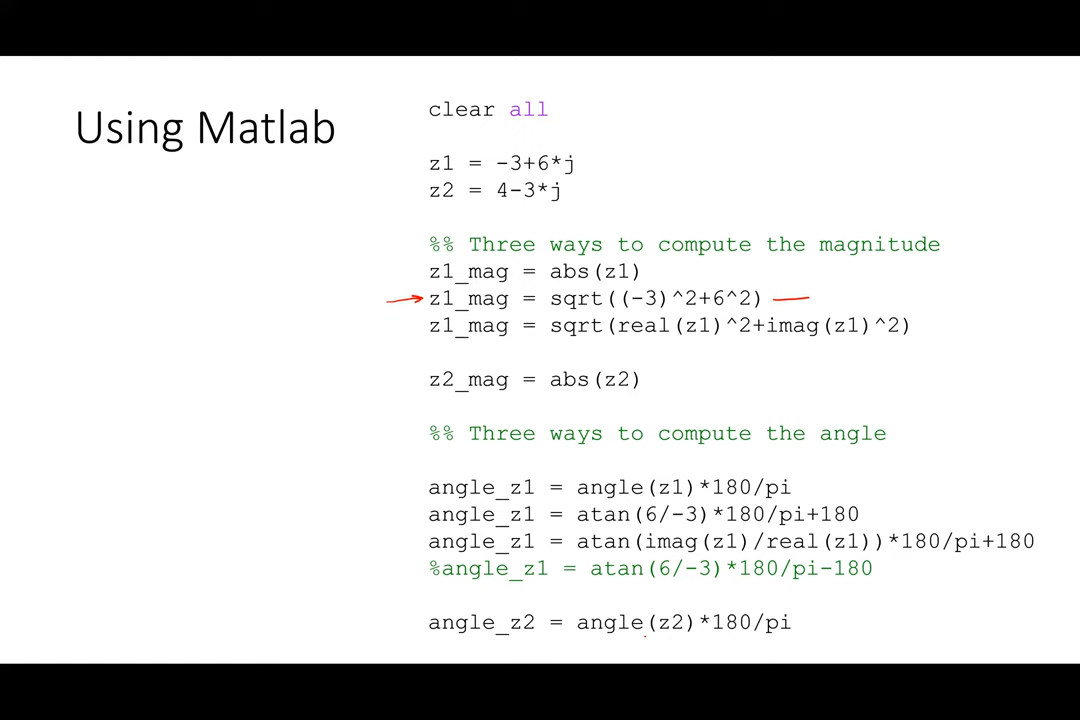 Using Matlab
clear all
z1 = -3+6*j
z2 = 4-3*j
%% Three ways to compute the magnitude
z1_mag = abs(z1)
z1_mag = sqrt((-3)^2+6^2)
z1_mag = sqrt(real(z1)^2+imag(z1)^2)
z2_mag = abs(z2)
%% Three ways to compute the angle
angle_z1 = angle(z1)*180/pi
angle_z1 = atan(6/-3)*180/pi+180
angle_z1 = atan(imag(z1)/real(z1))*180/pi+180
%angle_z1 = atan(6/-3)*180/pi-180
angle_z2 = angle(z2)*180/pi